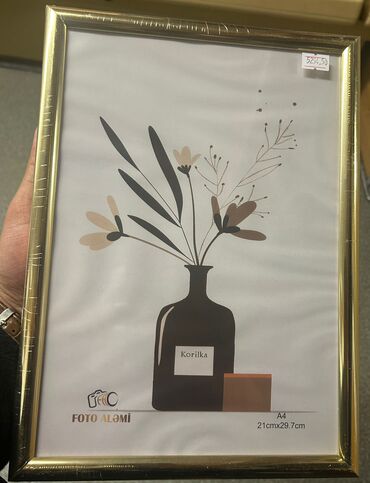 Korilka
FOTO ALƏMİ
A4
21cmx29.7cm